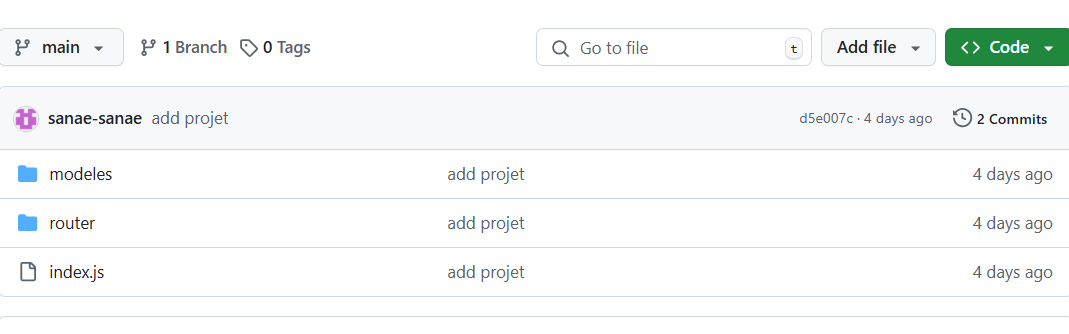 main 1 Branch 0 Tags Go to file t Add file Code
sanae-sanae add projet d5e007c · 4 days ago 2 Commits
modeles add projet 4 days ago
router add projet 4 days ago
index.js add projet 4 days ago